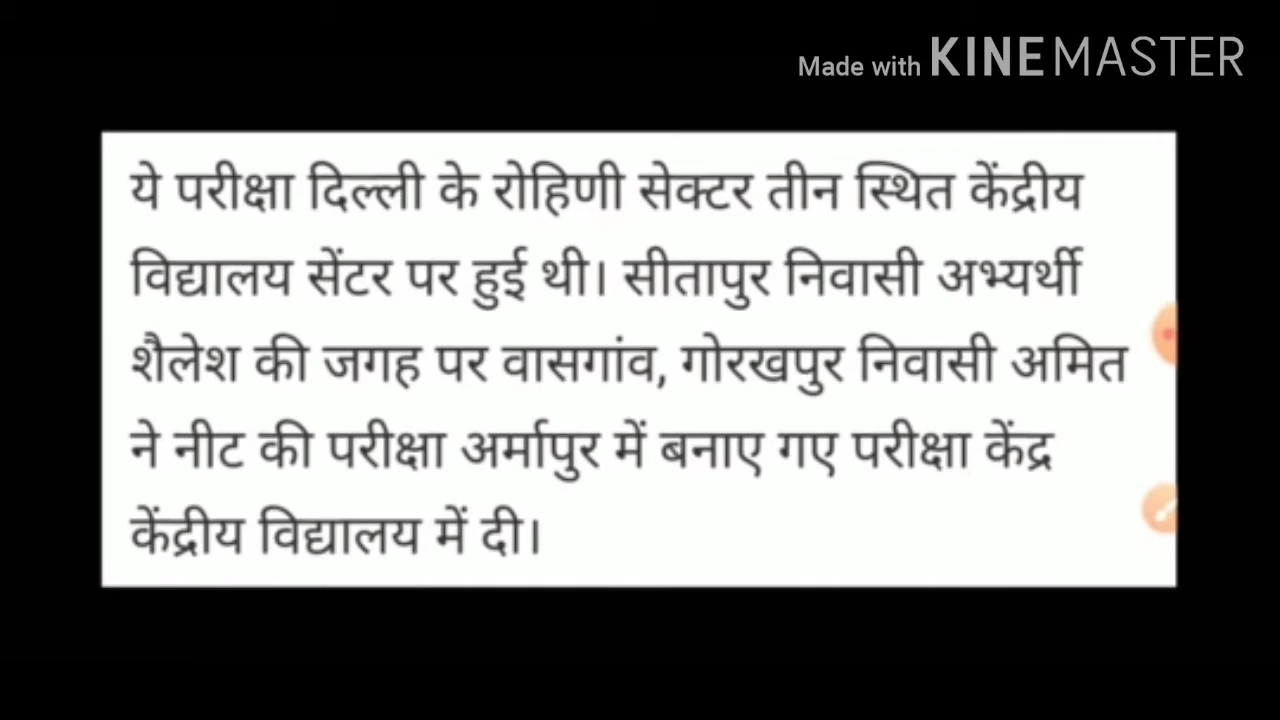 Made with KINEMASTER
ये परीक्षा दिल्ली के रोहिणी सेक्टर तीन स्थित केंद्रीय
विद्यालय सेंटर पर हुई थी। सीतापुर निवासी अभ्यर्थी
शैलेश की जगह पर वासगांव, गोरखपुर निवासी अमित
ने नीट की परीक्षा अर्मापुर में बनाए गए परीक्षा केंद्र
केंद्रीय विद्यालय में दी।